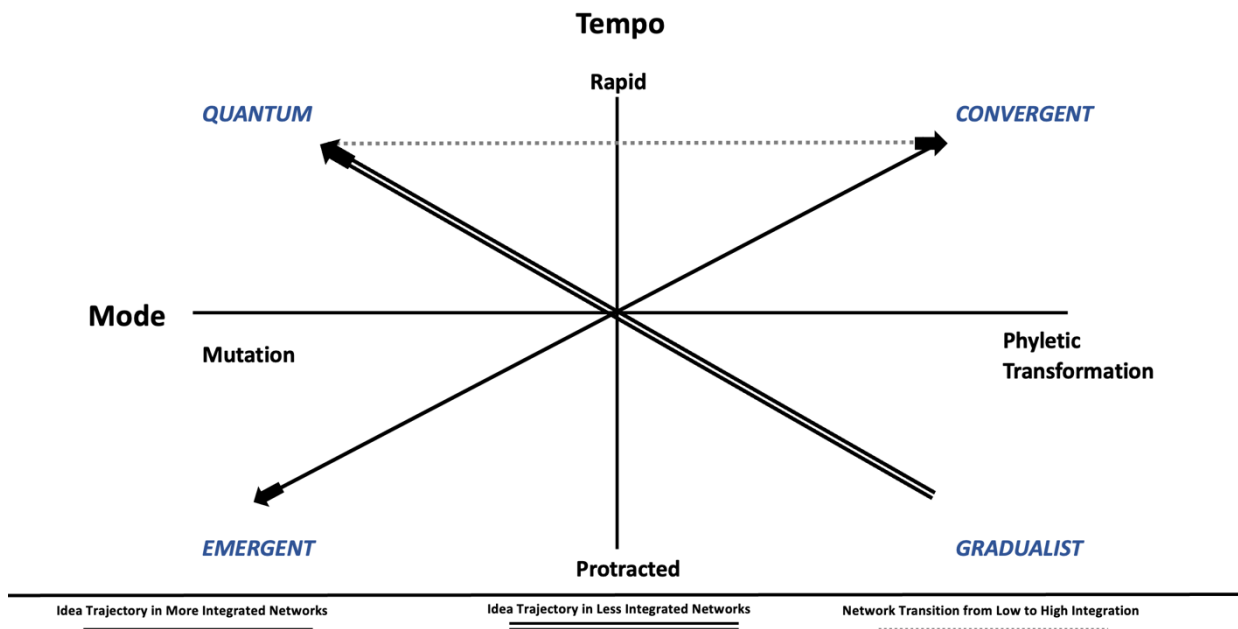 Tempo
Rapid
QUANTUM
CONVERGENT
Mode
Mutation
Phyletic
Transformation
EMERGENT
GRADUALIST
Protracted
Idea Trajectory in More Integrated Networks
Idea Trajectory in Less Integrated Networks
Network Transition from Low to High Integration